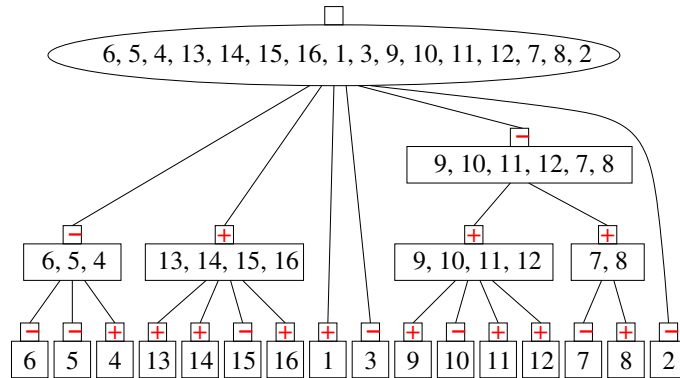 6, 5, 4, 13, 14, 15, 16, 1, 3, 9, 10, 11, 12, 7, 8, 2
−
9, 10, 11, 12, 7, 8
− + + +
6, 5, 4 13, 14, 15, 16 9, 10, 11, 12 7, 8
− − + + + − + + − + − + + − + −
6 5 4 13 14 15 16 1 3 9 10 11 12 7 8 2